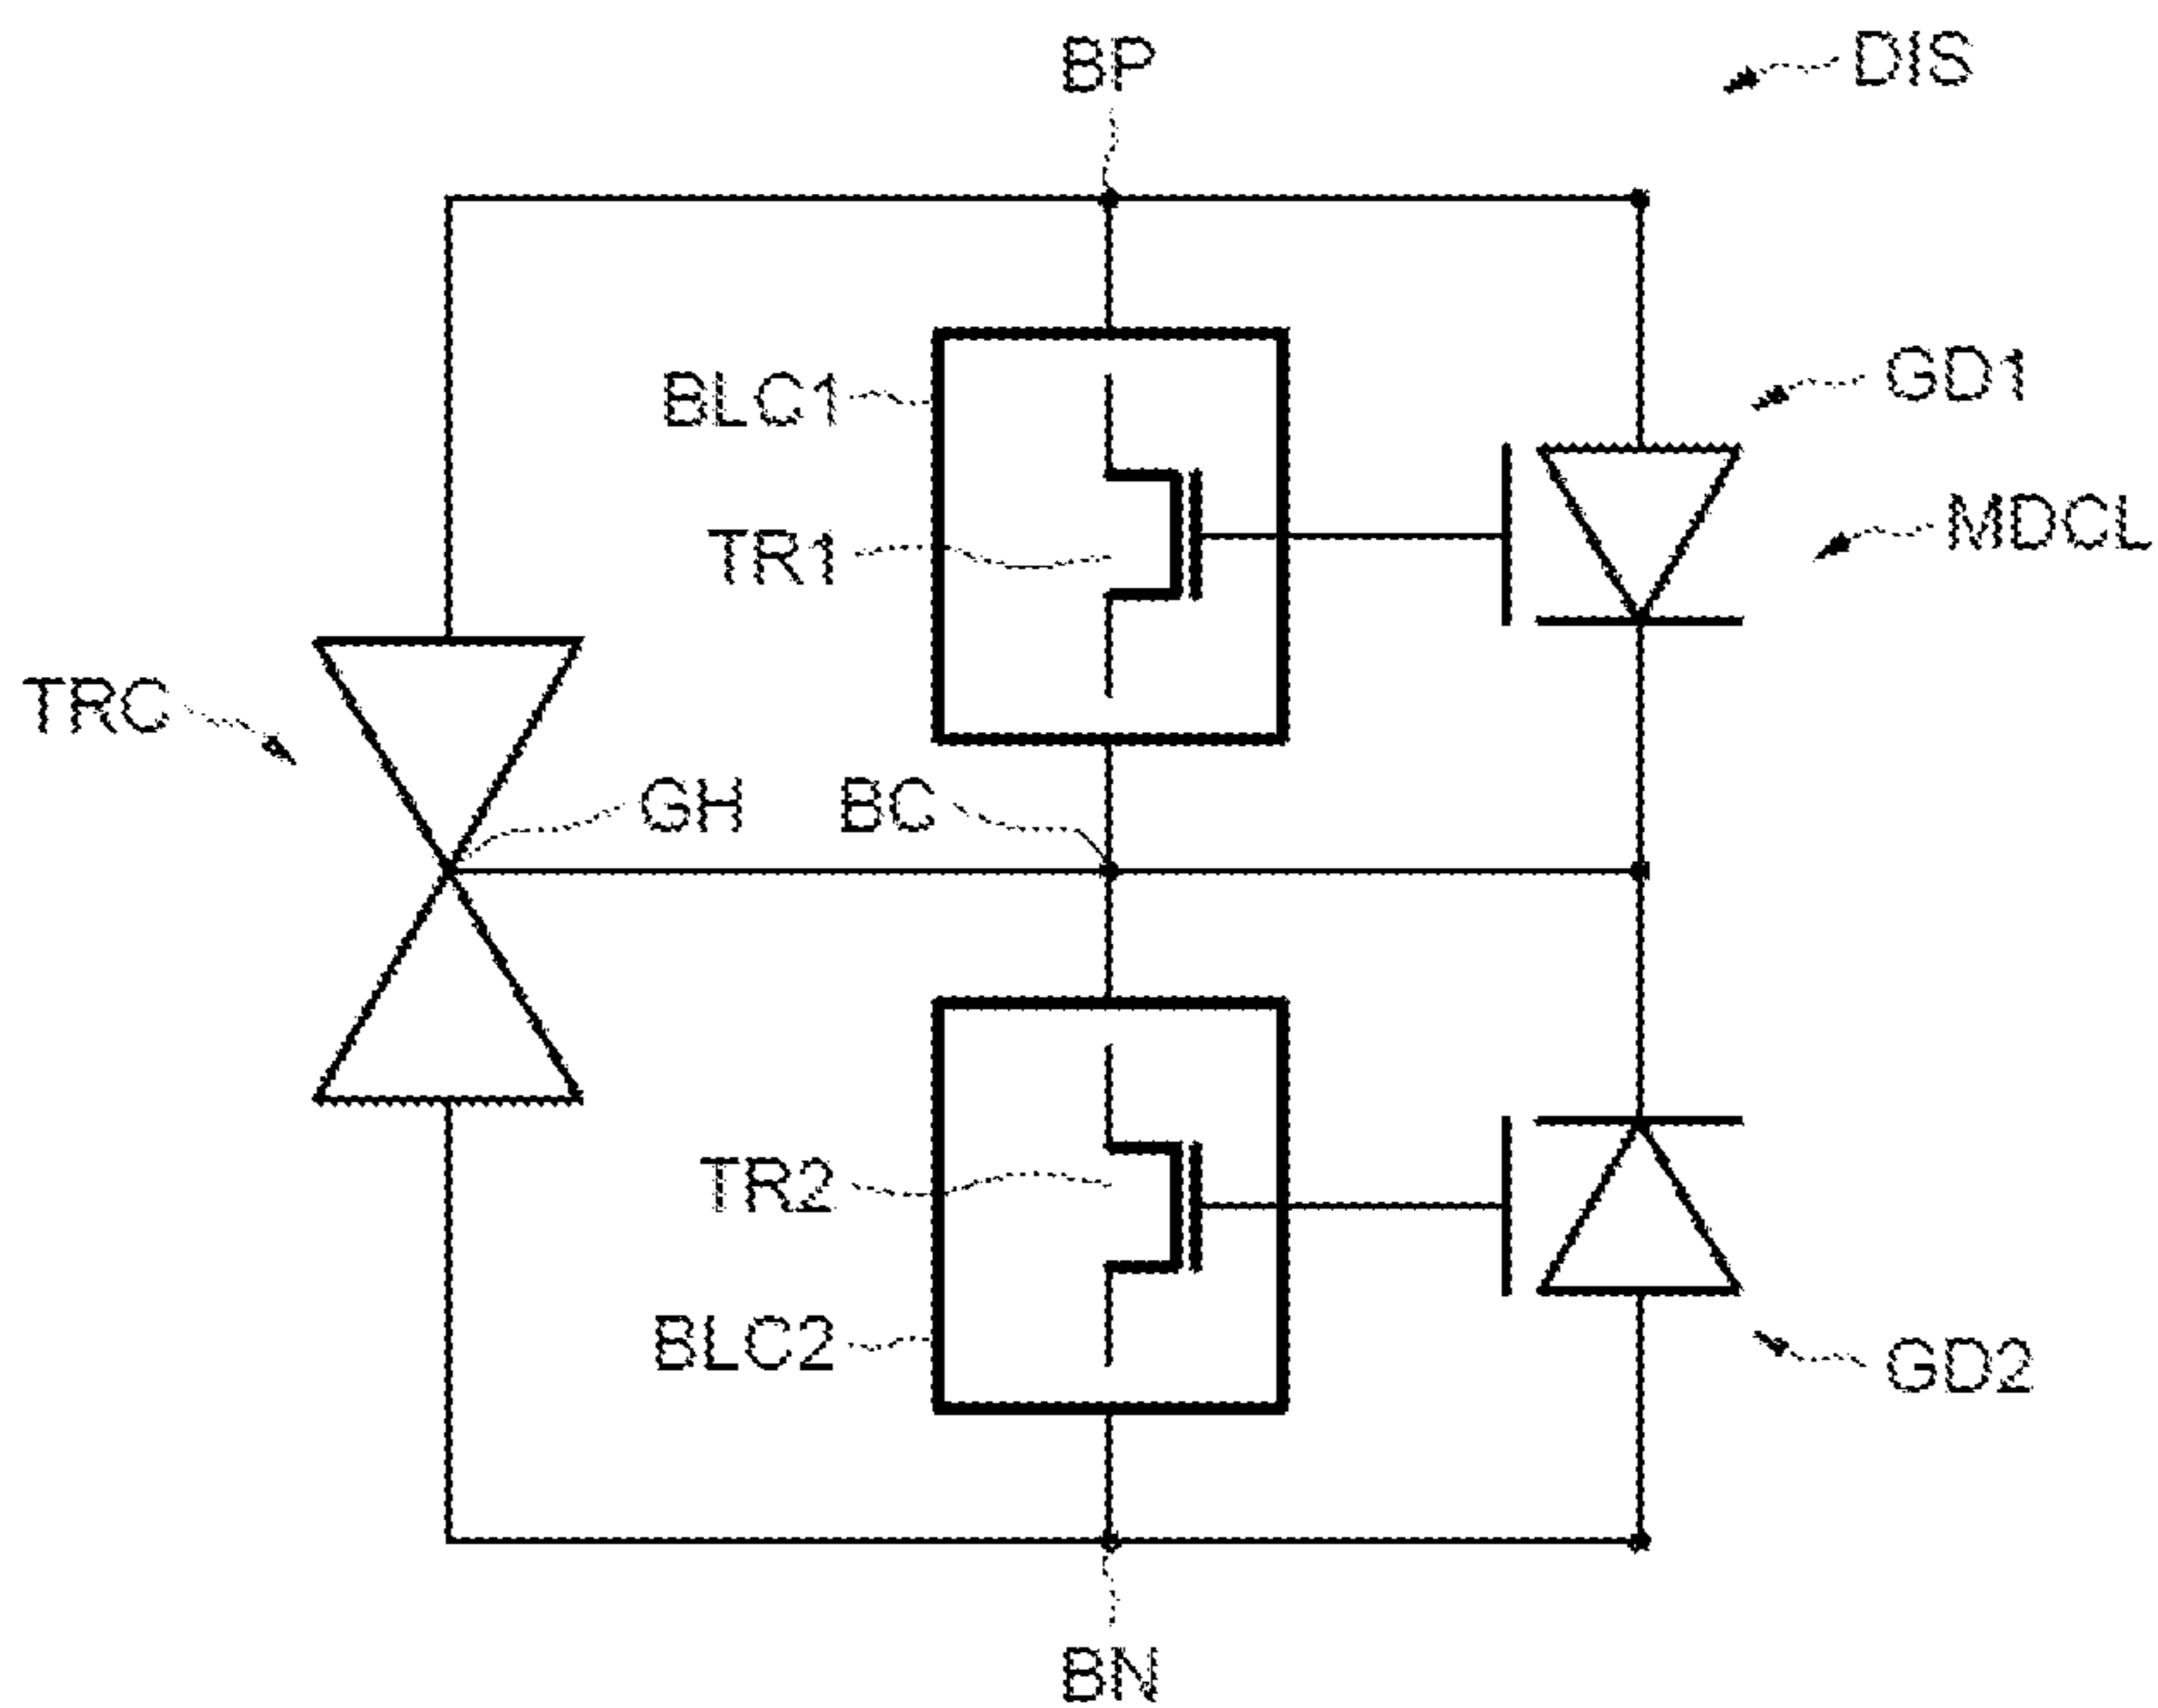 BP
DIS
BLC1
GD1
TR1
MDCL
TRC
GH
BC
TR2
BLC2
GD2
BN